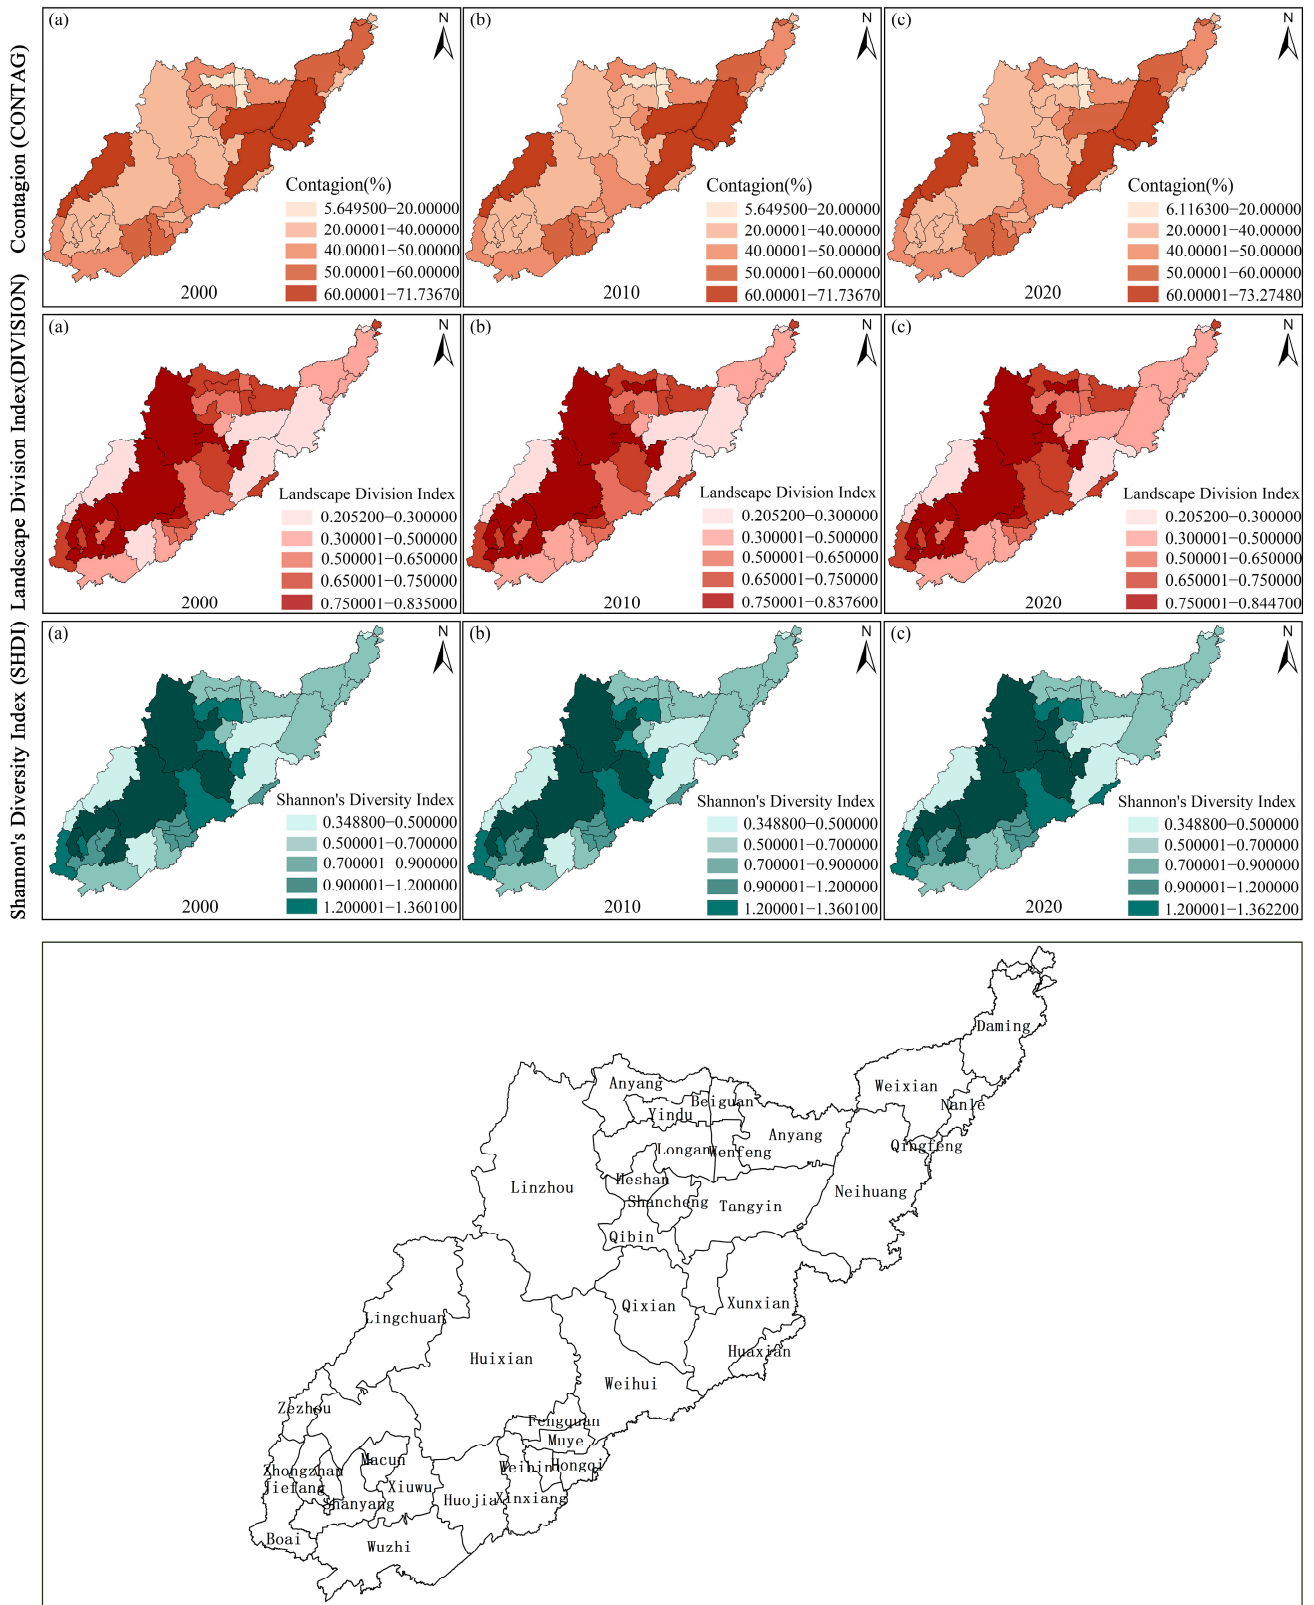 Ccontagion (CONTAG)
(a)
N
Contagion(%)
5.649500−20.00000
20.00001−40.00000
40.00001−50.00000
50.00001−60.00000
60.00001−71.73670
2000
(b)
N
Contagion(%)
5.649500−20.00000
20.00001−40.00000
40.00001−50.00000
50.00001−60.00000
60.00001−71.73670
2010
(c)
N
Contagion(%)
6.116300−20.00000
20.00001−40.00000
40.00001−50.00000
50.00001−60.00000
60.00001−73.27480
2020
Landscape Division Index(DIVISION)
(a)
N
Landscape Division Index
0.205200−0.300000
0.300001−0.500000
0.500001−0.650000
0.650001−0.750000
0.750001−0.835000
2000
(b)
N
Landscape Division Index
0.205200−0.300000
0.300001−0.500000
0.500001−0.650000
0.650001−0.750000
0.750001−0.837600
2010
(c)
N
Landscape Division Index
0.205200−0.300000
0.300001−0.500000
0.500001−0.650000
0.650001−0.750000
0.750001−0.844700
2020
Shannon's Diversity Index (SHDI)
(a)
N
Shannon's Diversity Index
0.348800−0.500000
0.500001−0.700000
0.700001 0.900000
0.900001−1.200000
1.200001−1.360100
2000
(b)
N
Shannon's Diversity Index
0.348800−0.500000
0.500001−0.700000
0.700001−0.900000
0.900001−1.200000
1.200001−1.360100
2010
(c)
N
Shannon's Diversity Index
0.348800−0.500000
0.500001−0.700000
0.700001−0.900000
0.900001−1.200000
1.200001−1.362200
2020
Daming
Weixian
Anyang
Beiguan
Nanle
Yindu
Anyang
Qingfeng
Longan
Wenfeng
Heshan
Linzhou
Neihuang
Shancheng
Tangyin
Qibin
Qixian
Xunxian
Lingchuan
Huaxian
Huixian
Weihui
Zezhou
Fengquan
Muye
Macun
Weibin
Hongqi
Zhongzhan
Jiefang
Xiuwu
Huojia
Xinxiang
Shanyang
Boai
Wuzhi